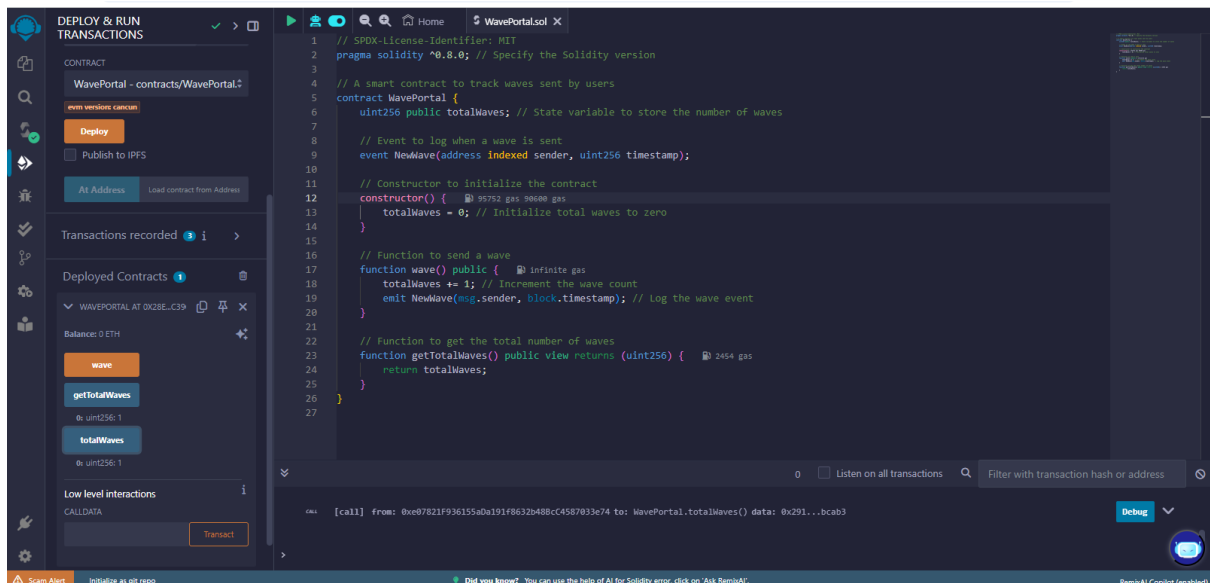 DEPLOY & RUN
TRANSACTIONS
CONTRACT
WavePortal - contracts/WavePortal.
evm version: cancun
Deploy
Publish to IPFS
At Address
Load contract from Address
Transactions recorded 3 i
Deployed Contracts 1
WAVEPORTAL AT 0X28E...C39
Balance: 0 ETH
wave
getTotalWaves
0: uint256: 1
totalWaves
0: uint256: 1
Low level interactions
i
CALLDATA
Transact
Home
WavePortal.sol
1 // SPDX-License-Identifier: MIT
2 pragma solidity ^0.8.0; // Specify the Solidity version
3
4 // A smart contract to track waves sent by users
5 contract WavePortal {
6 uint256 public totalWaves; // State variable to store the number of waves
7
8 // Event to log when a wave is sent
9 event NewWave(address indexed sender, uint256 timestamp);
10
11 // Constructor to initialize the contract
12 constructor() { 95752 gas 90600 gas
13 totalWaves = 0; // Initialize total waves to zero
14 }
15
16 // Function to send a wave
17 function wave() public { infinite gas
18 totalWaves += 1; // Increment the wave count
19 emit NewWave(msg.sender, block.timestamp); // Log the wave event
20 }
21
22 // Function to get the total number of waves
23 function getTotalWaves() public view returns (uint256) { 2454 gas
24 return totalWaves;
25 }
26 }
27
0 Listen on all transactions
Filter with transaction hash or address
CALL [call] from: 0xe07821F936155aDa191f8632b488cC4587033e74 to: WavePortal.totalWaves() data: 0x291...bcab3
Debug
>
Scam Alert
Initialize as git repo
Did you know? You can use the help of AI for Solidity error, click on 'Ask RemixAI'.
RemixAI Copilot (enabled)